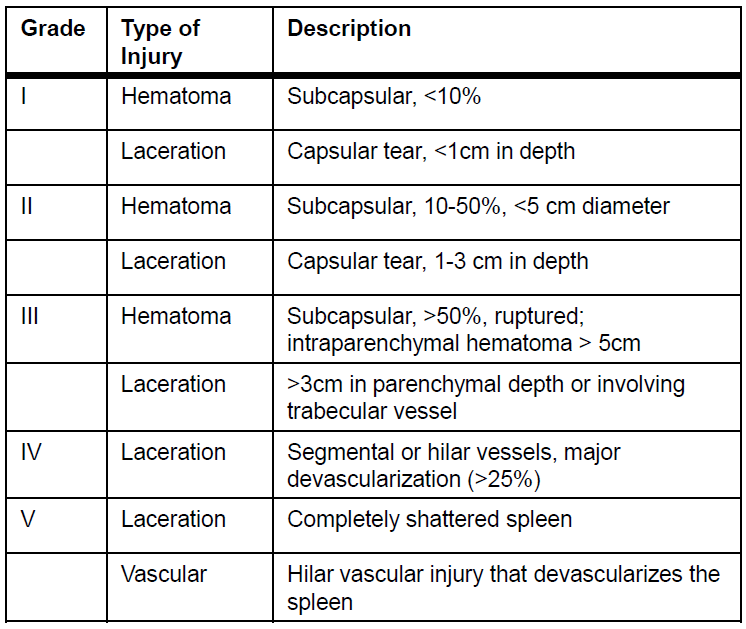 Grade Type of Injury Description
I Hematoma Subcapsular, <10%
Laceration Capsular tear, <1cm in depth
II Hematoma Subcapsular, 10-50%, <5 cm diameter
Laceration Capsular tear, 1-3 cm in depth
III Hematoma Subcapsular, >50%, ruptured;
intraparenchymal hematoma > 5cm
Laceration >3cm in parenchymal depth or involving
trabecular vessel
IV Laceration Segmental or hilar vessels, major
devascularization (>25%)
V Laceration Completely shattered spleen
Vascular Hilar vascular injury that devascularizes the
spleen